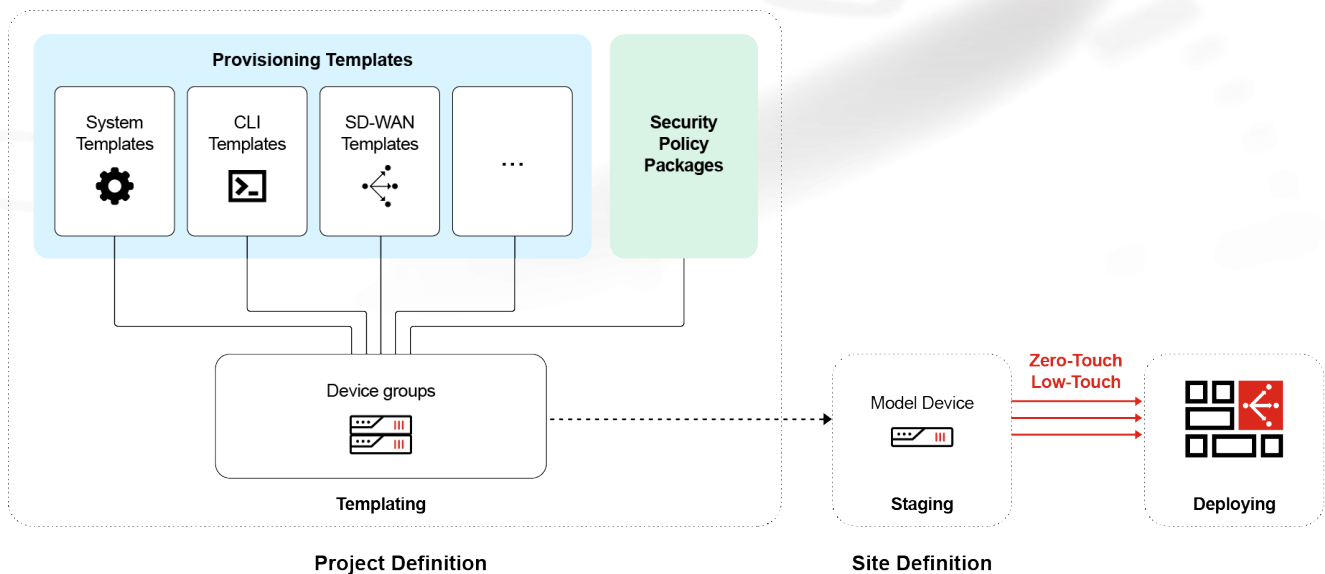 Provisioning Templates
System
Templates
CLI
Templates
SD-WAN
Templates
...
Security
Policy
Packages
Device groups
Templating
Model Device
Staging
Zero-Touch
Low-Touch
Deploying
Project Definition
Site Definition